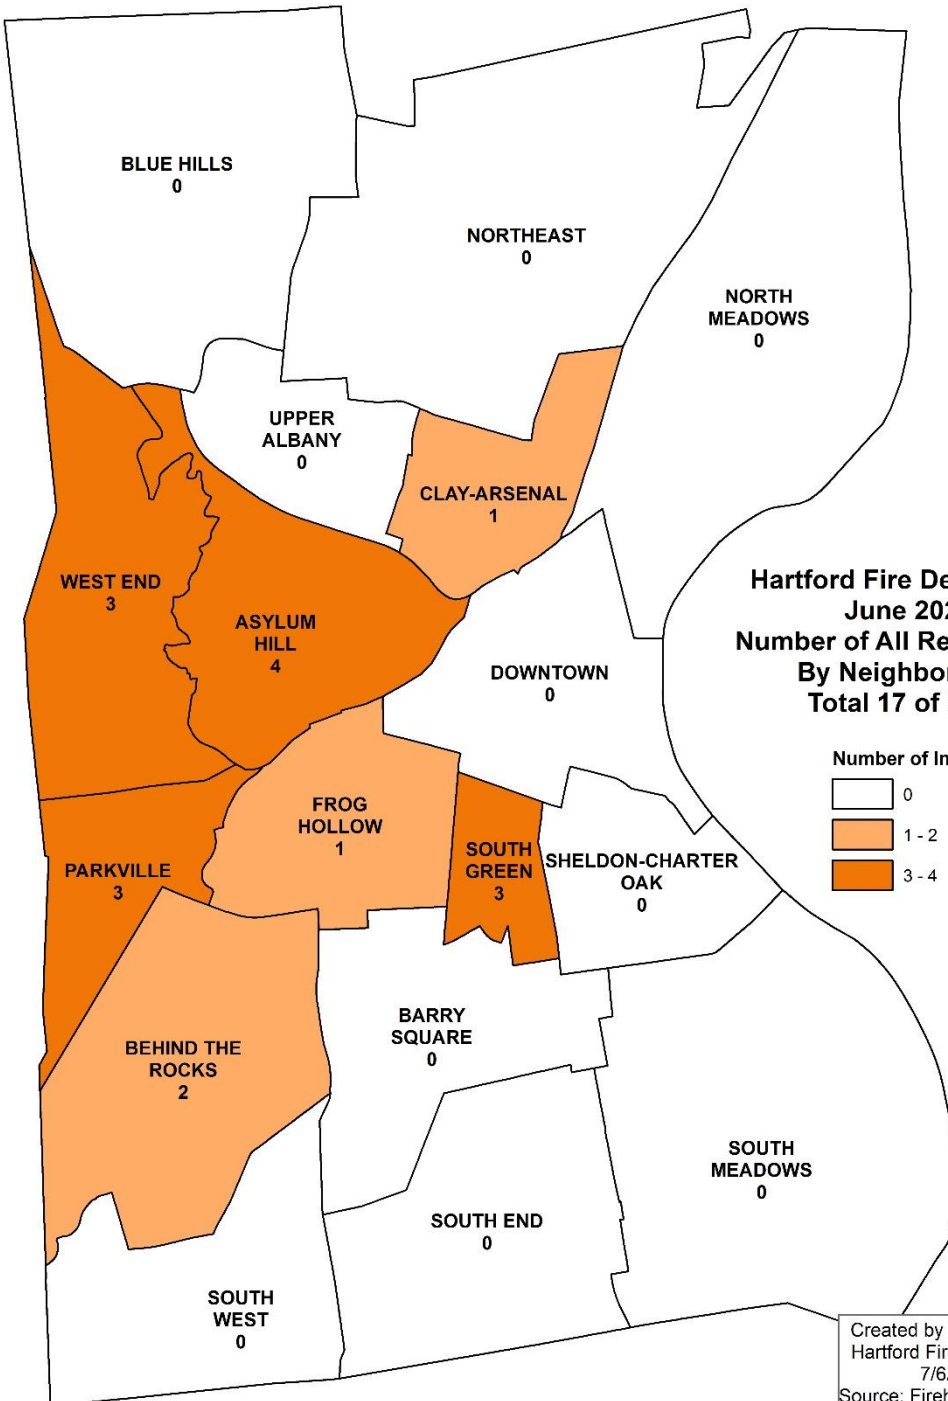 BLUE HILLS
0
NORTHEAST
0
NORTH
MEADOWS
0
UPPER
ALBANY
0
CLAY-ARSENAL
1
WEST END
3
ASYLUM
HILL
4
DOWNTOWN
0
Hartford Fire De
June 202
Number of All Re
By Neighbor
Total 17 of
Number of In
0
1 - 2
3 - 4
FROG
HOLLOW
1
SOUTH
GREEN
3
SHELDON-CHARTER
OAK
0
PARKVILLE
3
BARRY
SQUARE
0
BEHIND THE
ROCKS
2
SOUTH
MEADOWS
0
SOUTH END
0
SOUTH
WEST
0
Created by
Hartford Fir
7/6
Source: Fireh